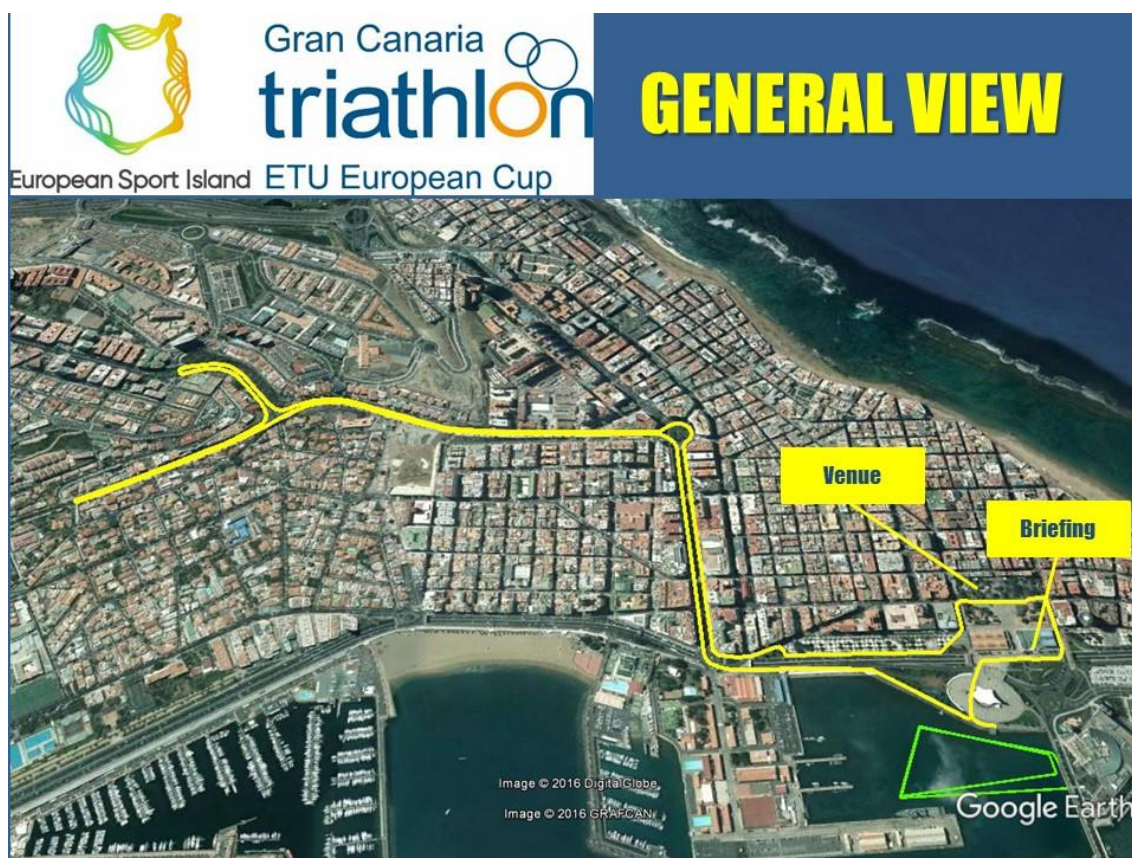 Gran Canaria
triathlon
European Sport Island
ETU European Cup
GENERAL VIEW
Venue
Briefing
Image © 2016 DigitalGlobe
Image © 2016 GRAFCAN
Google Earth